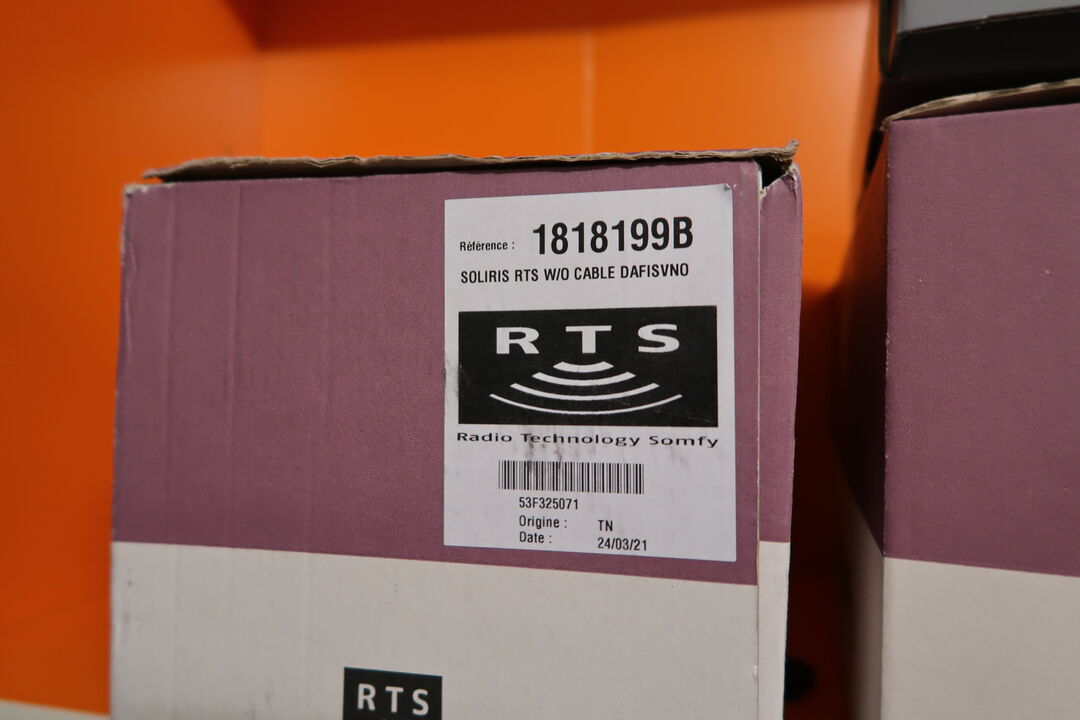 Référence : 1818199B
SOLIRIS RTS W/O CABLE DAFISVNO
RTS
Radio Technology Somfy
53F325071
Origine : TN
Date : 24/03/21
RTS